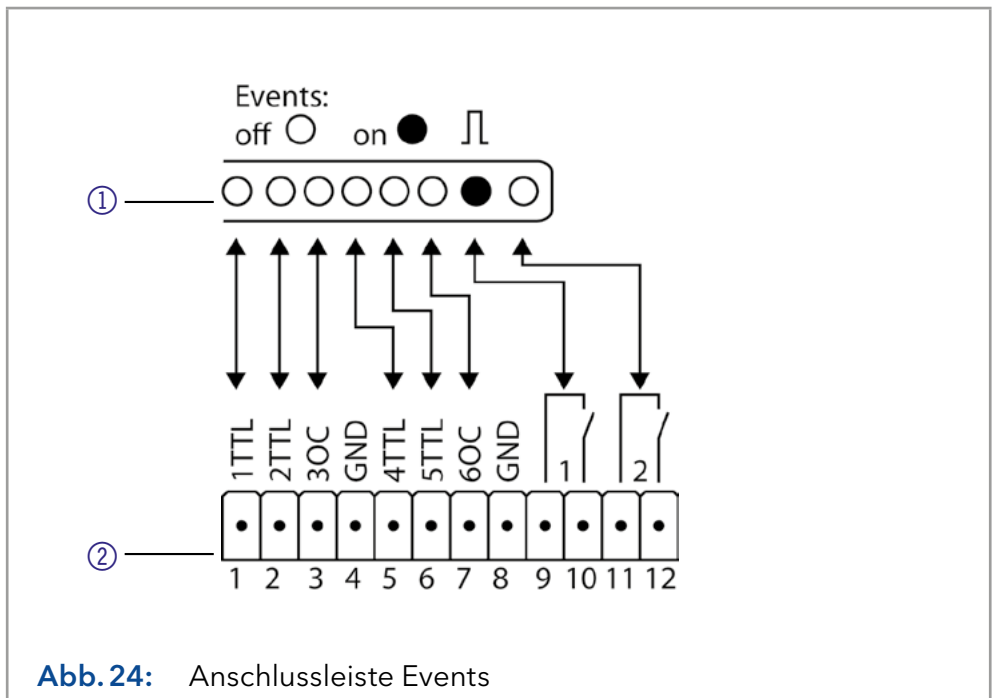 Events:
off on
①
1TTL 2TTL 3OC GND 4TTL 5TTL 6OC GND 1 2
②
1 2 3 4 5 6 7 8 9 10 11 12
Abb. 24: Anschlussleiste Events